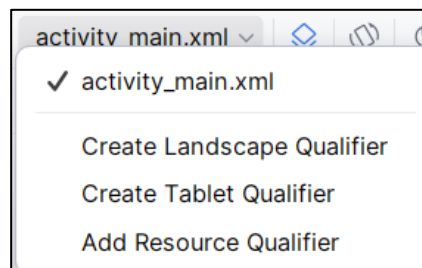 activity_main.xml
activity_main.xml
Create Landscape Qualifier
Create Tablet Qualifier
Add Resource Qualifier